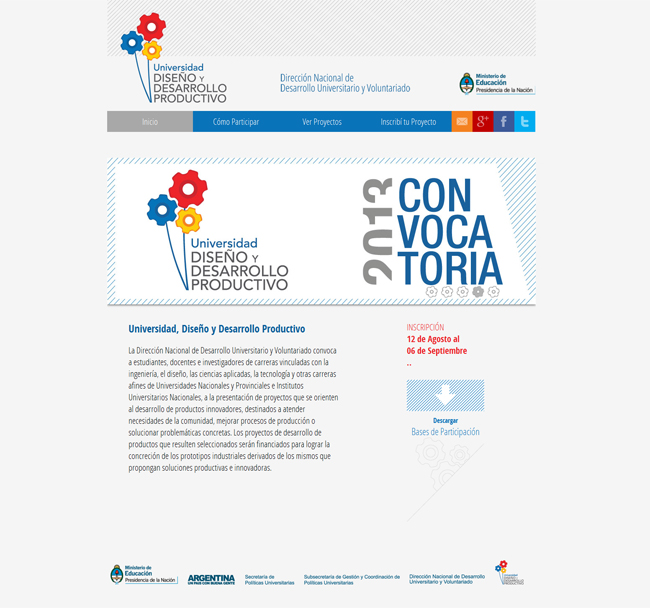 Universidad
DISEÑO Y
DESARROLLO
PRODUCTIVO
Dirección Nacional de
Desarrollo Universitario y Voluntariado
Ministerio de
Educación
Presidencia de la Nación
Inicio
Cómo Participar
Ver Proyectos
Inscribí tu Proyecto
g+
f
t
Universidad
DISEÑO Y
DESARROLLO
PRODUCTIVO
2013
CON
VOCA
TORIA
Universidad, Diseño y Desarrollo Productivo
La Dirección Nacional de Desarrollo Universitario y Voluntariado convoca
a estudiantes, docentes e investigadores de carreras vinculadas con la
ingeniería, el diseño, las ciencias aplicadas, la tecnología y otras carreras
afines de Universidades Nacionales y Provinciales e Institutos
Universitarios Nacionales, a la presentación de proyectos que se orienten
al desarrollo de productos innovadores, destinados a atender
necesidades de la comunidad, mejorar procesos de producción o
solucionar problemáticas concretas. Los proyectos de desarrollo de
productos que resulten seleccionados serán financiados para lograr la
concreción de los prototipos industriales derivados de los mismos que
propongan soluciones productivas e innovadoras.
INSCRIPCIÓN
12 de Agosto al
06 de Septiembre
..
Descargar
Bases de Participación
Ministerio de
Educación
Presidencia de la Nación
ARGENTINA
UN PAÍS CON BUENA GENTE
Secretaría de
Políticas Universitarias
Subsecretaría de Gestión y Coordinación de
Políticas Universitarias
Dirección Nacional de Desarrollo
Universitario y Voluntariado
Universidad
DISEÑO Y
DESARROLLO
PRODUCTIVO